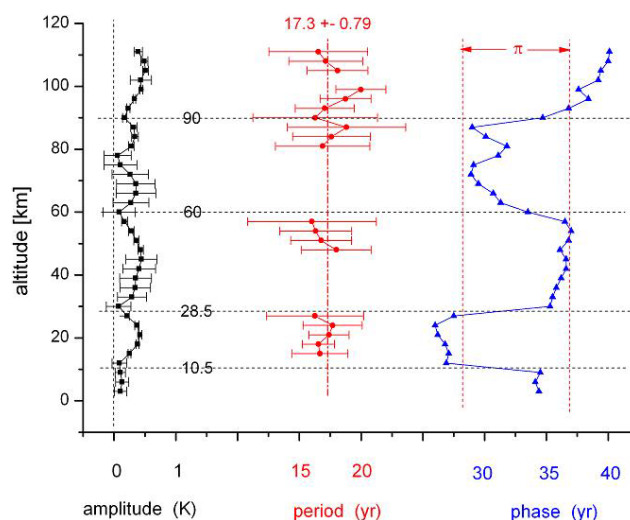 17.3 +- 0.79
120
100
80
60
40
20
0
altitude [km]
π
90
60
28.5
10.5
0 1 15 20 30 35 40
amplitude (K) period (yr) phase (yr)